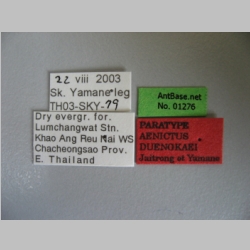 22 viii 2003
Sk. Yamane leg
TH03-SKY-79
Dry evergr. for.
Lumchangwat Stn.
Khao Ang Reu Nai WS
Chacheongsao Prov.
E. Thailand
AntBase.net
No. 01276
PARATYPE
AENICTUS
DUENGKAEI
Jaitrong et Yamane